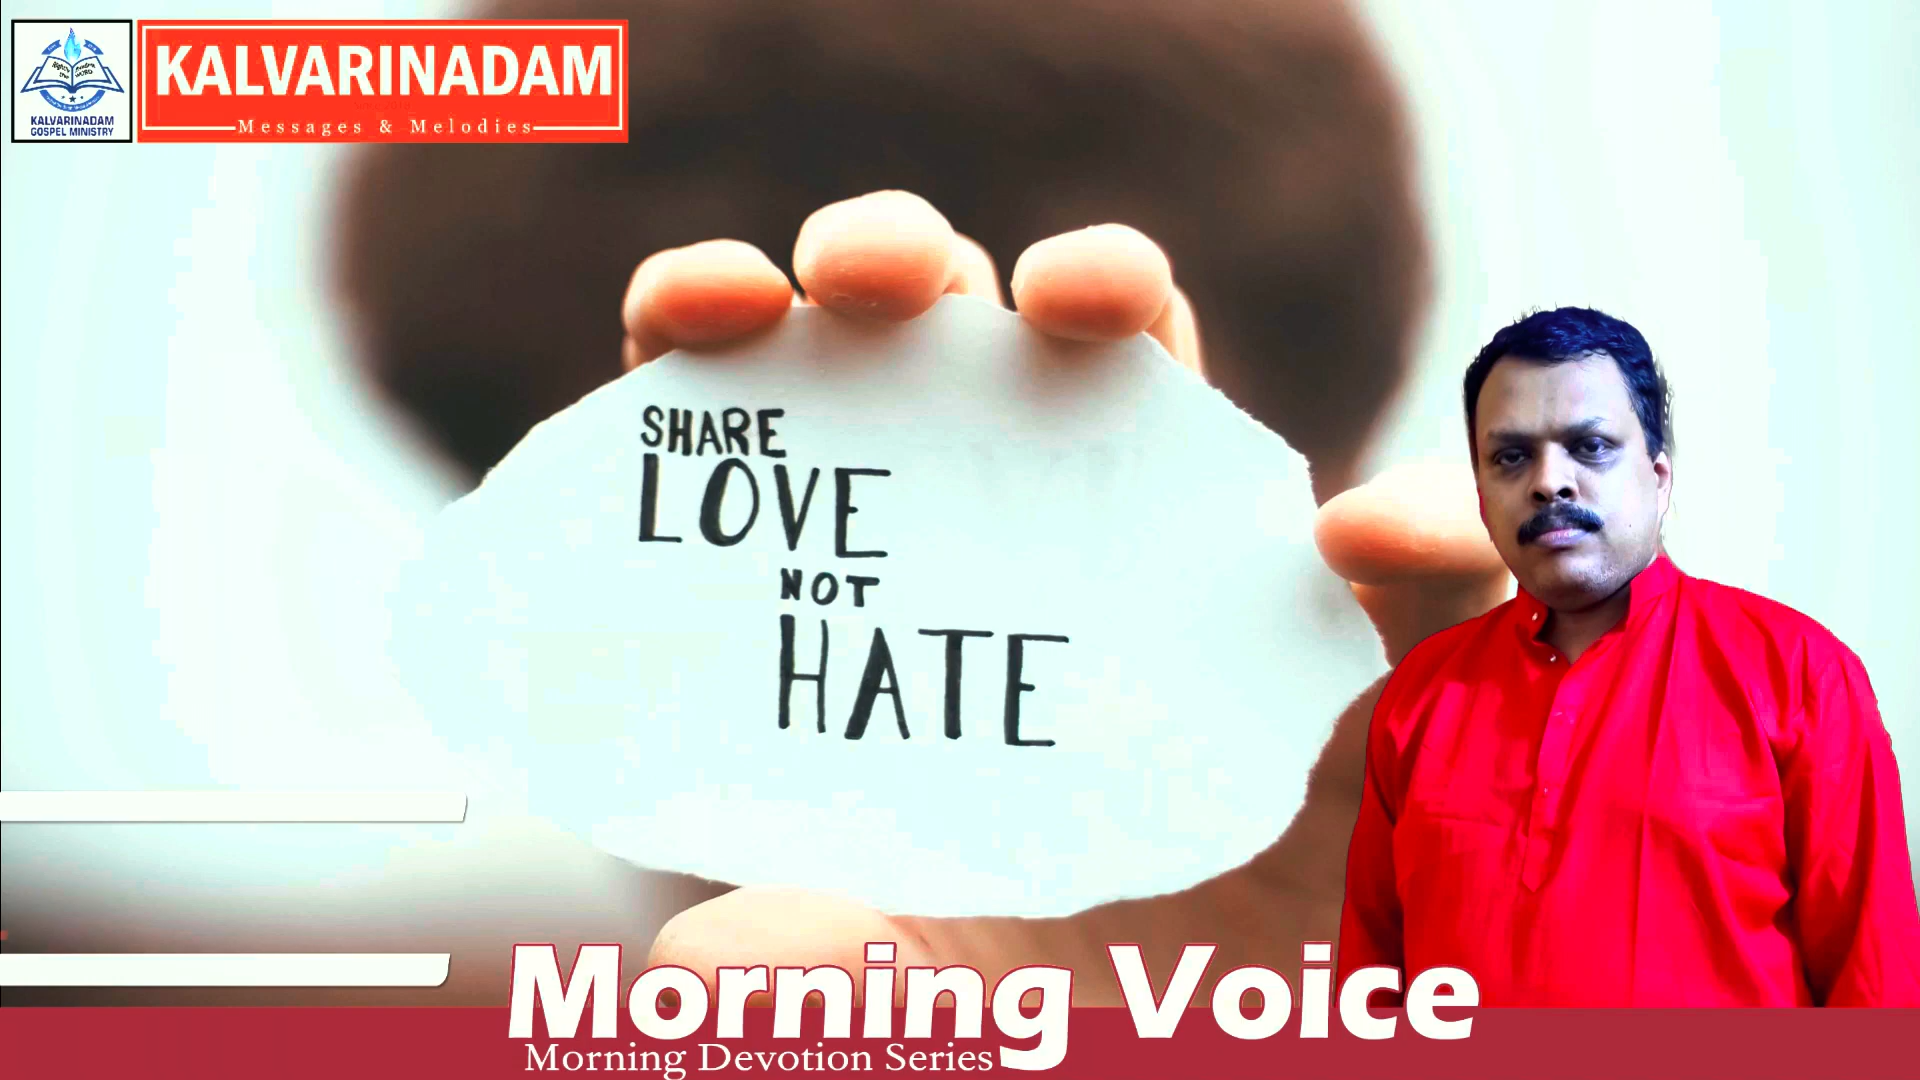 KALVARINADAM
GOSPEL MINISTRY
KALVARINADAM
Messages & Melodies
SHARE
LOVE
NOT
HATE
Morning Voice
Morning Devotion Series